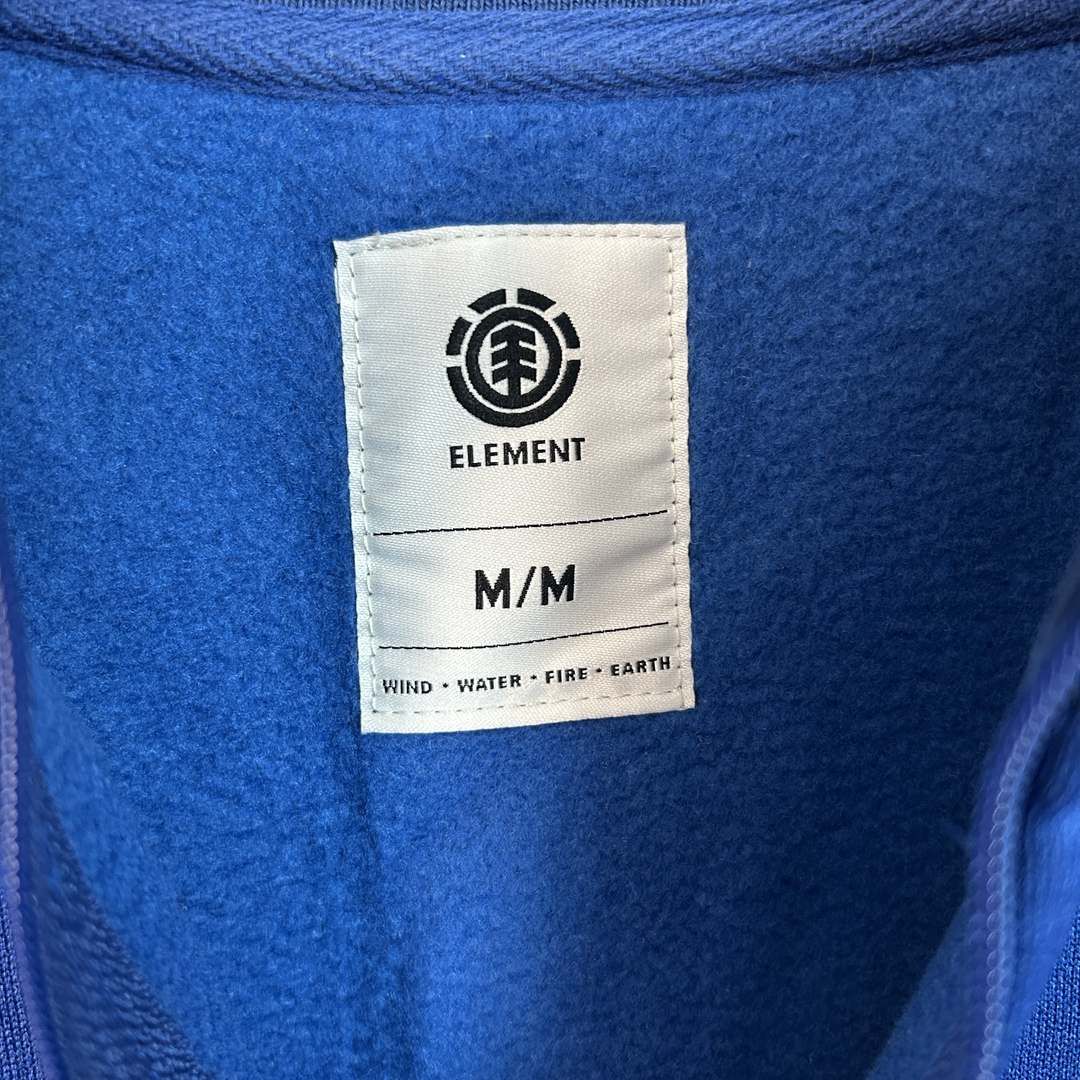 ELEMENT
M/M
WIND • WATER • FIRE • EARTH